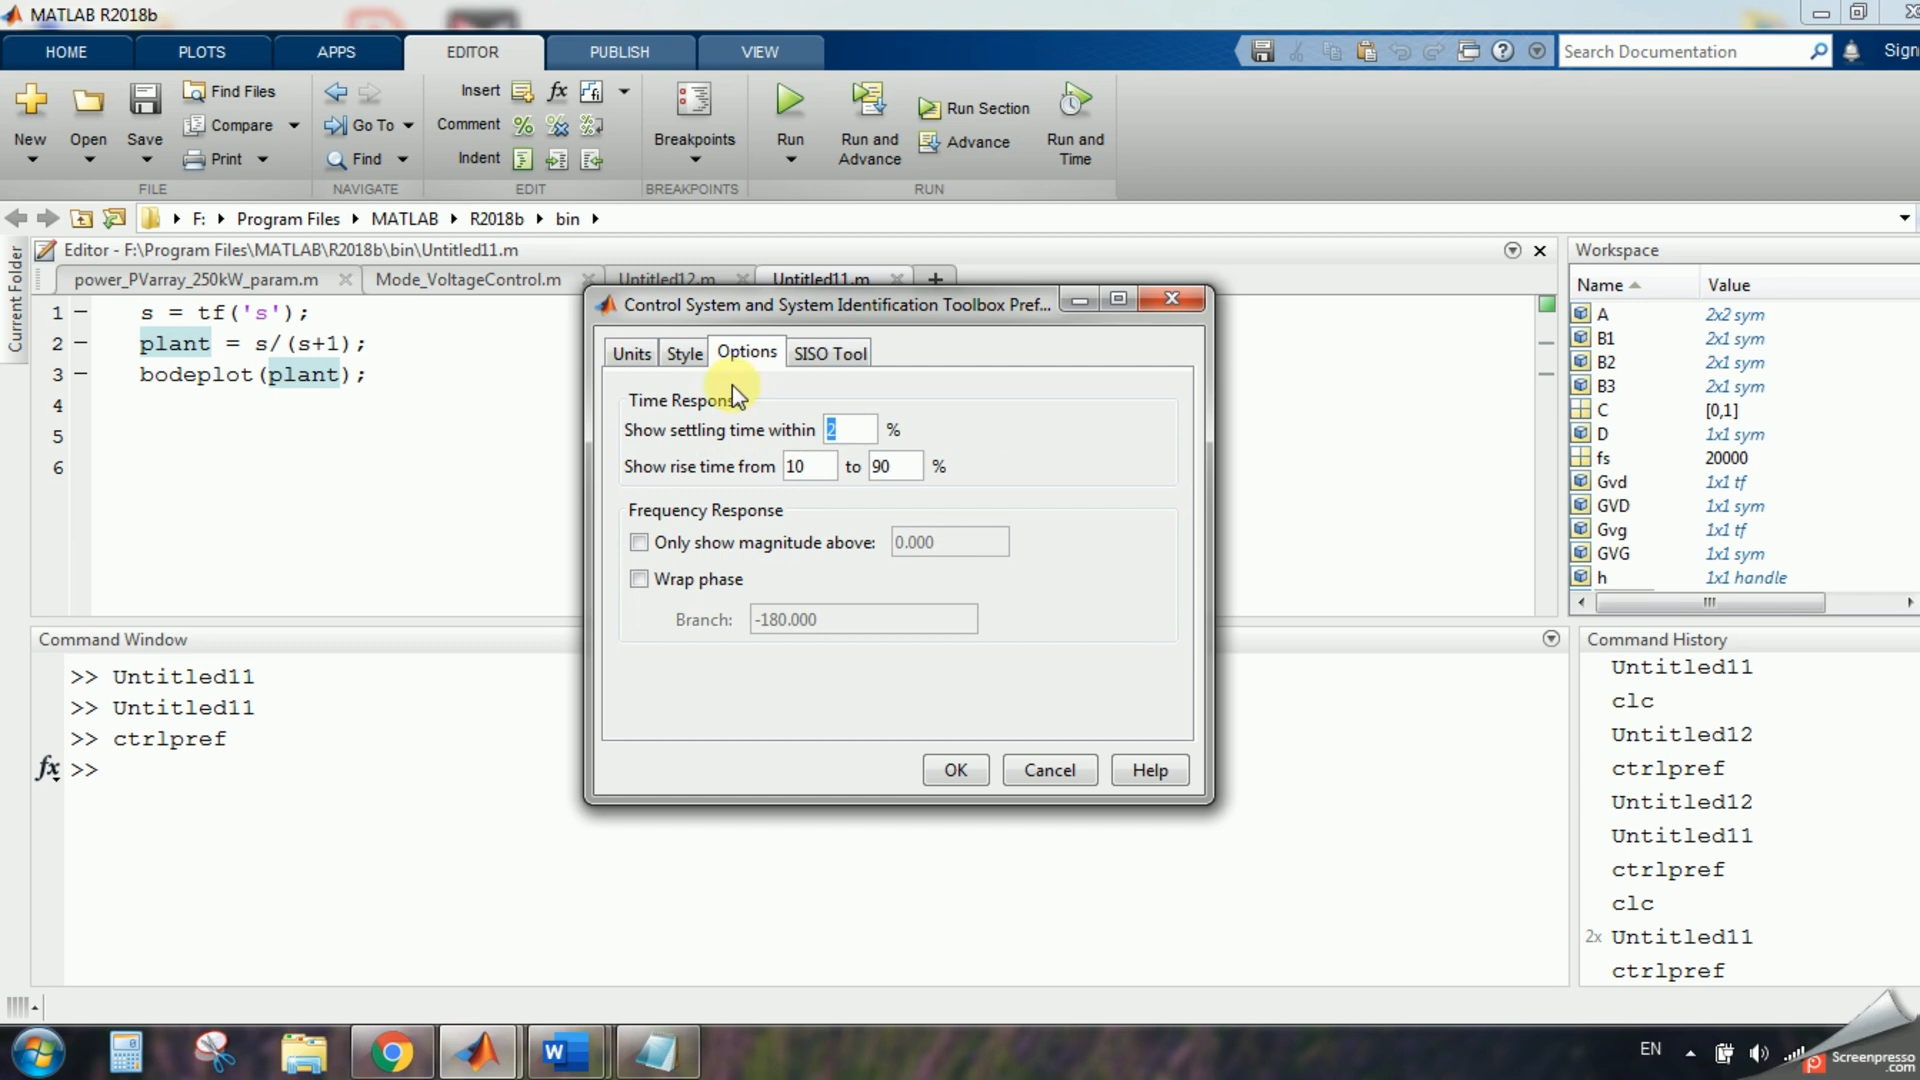 MATLAB R2018b
HOME
PLOTS
APPS
EDITOR
PUBLISH
VIEW
Search Documentation
Sign
New
Open
Save
Find Files
Compare
Print
FILE
Go To
Find
NAVIGATE
Insert
fx
Comment
Indent
EDIT
Breakpoints
BREAKPOINTS
Run
Run and
Advance
Run Section
Advance
Run and
Time
RUN
F:
Program Files
MATLAB
R2018b
bin
Current Folder
Editor - F:\Program Files\MATLAB\R2018b\bin\Untitled11.m
power_PVarray_250kW_param.m
Mode_VoltageControl.m
Untitled12.m
Untitled11.m
1 s = tf('s');
2 plant = s/(s+1);
3 bodeplot(plant);
4
5
6
Control System and System Identification Toolbox Pref...
Units
Style
Options
SISO Tool
Time Response
Show settling time within 2 %
Show rise time from 10 to 90 %
Frequency Response
Only show magnitude above: 0.000
Wrap phase
Branch: -180.000
OK
Cancel
Help
Workspace
Name
Value
A 2x2 sym
B1 2x1 sym
B2 2x1 sym
B3 2x1 sym
C [0,1]
D 1x1 sym
fs 20000
Gvd 1x1 tf
GVD 1x1 sym
Gvg 1x1 tf
GVG 1x1 sym
h 1x1 handle
Command Window
>> Untitled11
>> Untitled11
>> ctrlpref
fx >>
Command History
Untitled11
clc
Untitled12
ctrlpref
Untitled12
Untitled11
ctrlpref
clc
2x Untitled11
ctrlpref
EN
Screenpresso
.com